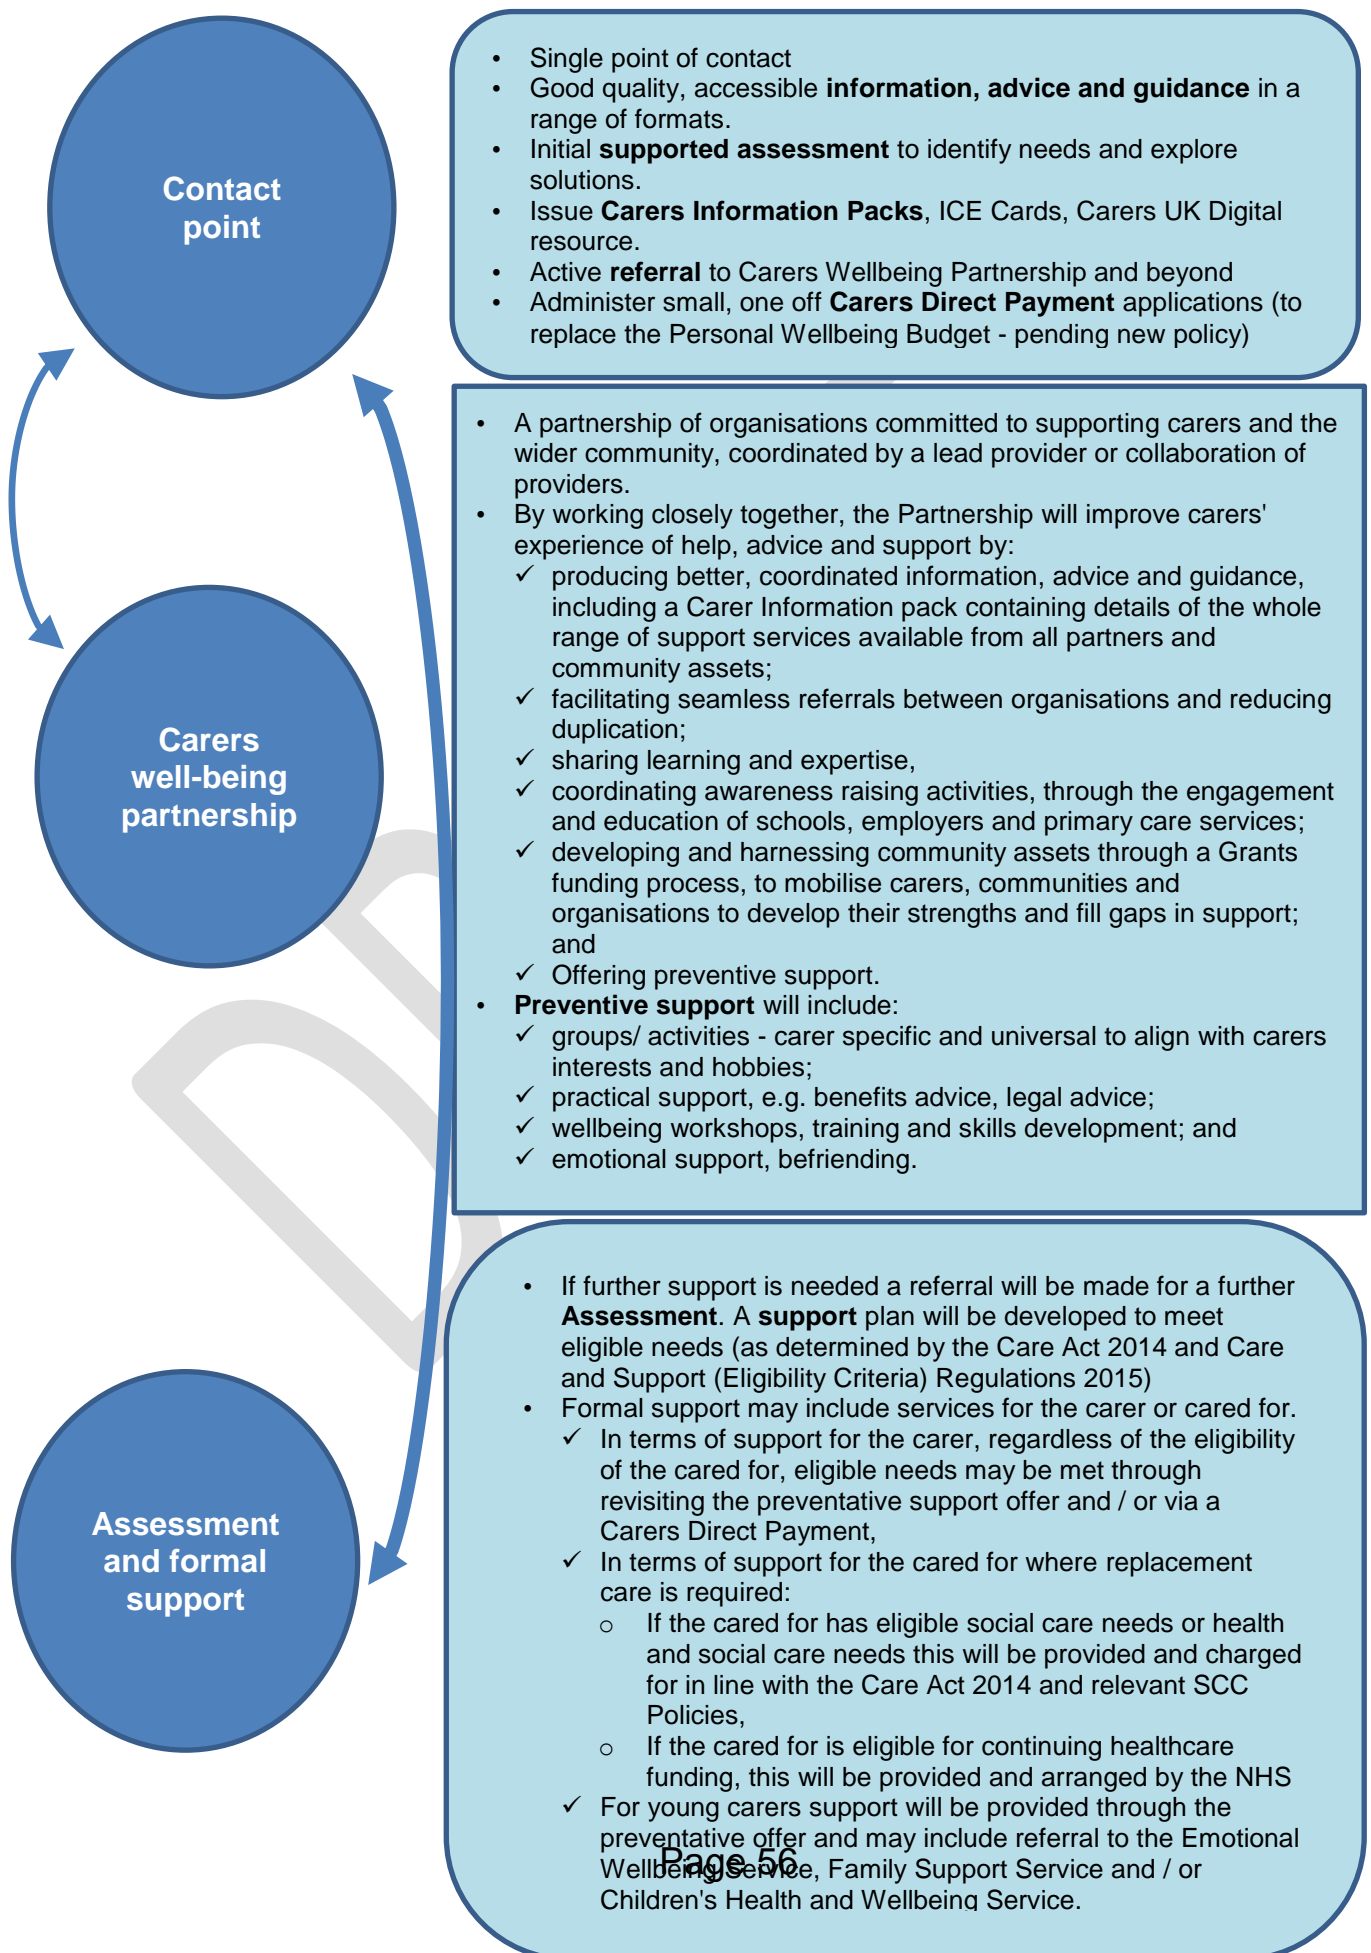 Contact
point
• Single point of contact
• Good quality, accessible information, advice and guidance in a
range of formats.
• Initial supported assessment to identify needs and explore
solutions.
• Issue Carers Information Packs, ICE Cards, Carers UK Digital
resource.
• Active referral to Carers Wellbeing Partnership and beyond
• Administer small, one off Carers Direct Payment applications (to
replace the Personal Wellbeing Budget - pending new policy)
Carers
well-being
partnership
• A partnership of organisations committed to supporting carers and the
wider community, coordinated by a lead provider or collaboration of
providers.
• By working closely together, the Partnership will improve carers'
experience of help, advice and support by:
✓ producing better, coordinated information, advice and guidance,
including a Carer Information pack containing details of the whole
range of support services available from all partners and
community assets;
✓ facilitating seamless referrals between organisations and reducing
duplication;
✓ sharing learning and expertise,
✓ coordinating awareness raising activities, through the engagement
and education of schools, employers and primary care services;
✓ developing and harnessing community assets through a Grants
funding process, to mobilise carers, communities and
organisations to develop their strengths and fill gaps in support;
and
✓ Offering preventive support.
• Preventive support will include:
✓ groups/ activities - carer specific and universal to align with carers
interests and hobbies;
✓ practical support, e.g. benefits advice, legal advice;
✓ wellbeing workshops, training and skills development; and
✓ emotional support, befriending.
Assessment
and formal
support
• If further support is needed a referral will be made for a further
Assessment. A support plan will be developed to meet
eligible needs (as determined by the Care Act 2014 and Care
and Support (Eligibility Criteria) Regulations 2015)
• Formal support may include services for the carer or cared for.
✓ In terms of support for the carer, regardless of the eligibility
of the cared for, eligible needs may be met through
revisiting the preventative support offer and / or via a
Carers Direct Payment,
✓ In terms of support for the cared for where replacement
care is required:
o If the cared for has eligible social care needs or health
and social care needs this will be provided and charged
for in line with the Care Act 2014 and relevant SCC
Policies,
o If the cared for is eligible for continuing healthcare
funding, this will be provided and arranged by the NHS
✓ For young carers support will be provided through the
preventative offer and may include referral to the Emotional
Wellbeing Service, Family Support Service and / or
Children's Health and Wellbeing Service.
Page 56